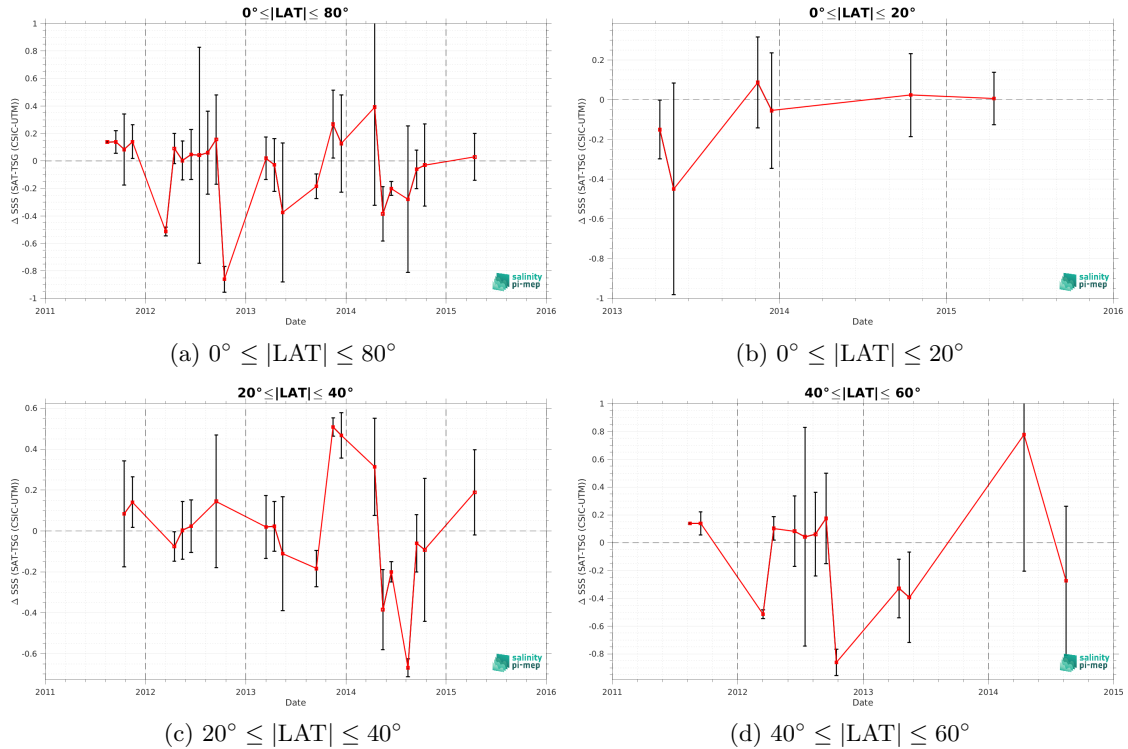 0°≤|LAT|≤ 80°
Δ SSS (SAT-TSG (CSIC-UTM))
1
0.8
0.6
0.4
0.2
0
-0.2
-0.4
-0.6
-0.8
-1
2011 2012 2013 2014 2015 2016
Date
salinity
pi-mep
(a) 0° ≤ |LAT| ≤ 80°
0°≤|LAT|≤ 20°
Δ SSS (SAT-TSG (CSIC-UTM))
0.2
0
-0.2
-0.4
-0.6
-0.8
-1
2013 2014 2015 2016
Date
salinity
pi-mep
(b) 0° ≤ |LAT| ≤ 20°
20°≤|LAT|≤ 40°
Δ SSS (SAT-TSG (CSIC-UTM))
0.6
0.4
0.2
0
-0.2
-0.4
-0.6
2011 2012 2013 2014 2015 2016
Date
salinity
pi-mep
(c) 20° ≤ |LAT| ≤ 40°
40°≤|LAT|≤ 60°
Δ SSS (SAT-TSG (CSIC-UTM))
1
0.8
0.6
0.4
0.2
0
-0.2
-0.4
-0.6
-0.8
2011 2012 2013 2014 2015
Date
salinity
pi-mep
(d) 40° ≤ |LAT| ≤ 60°